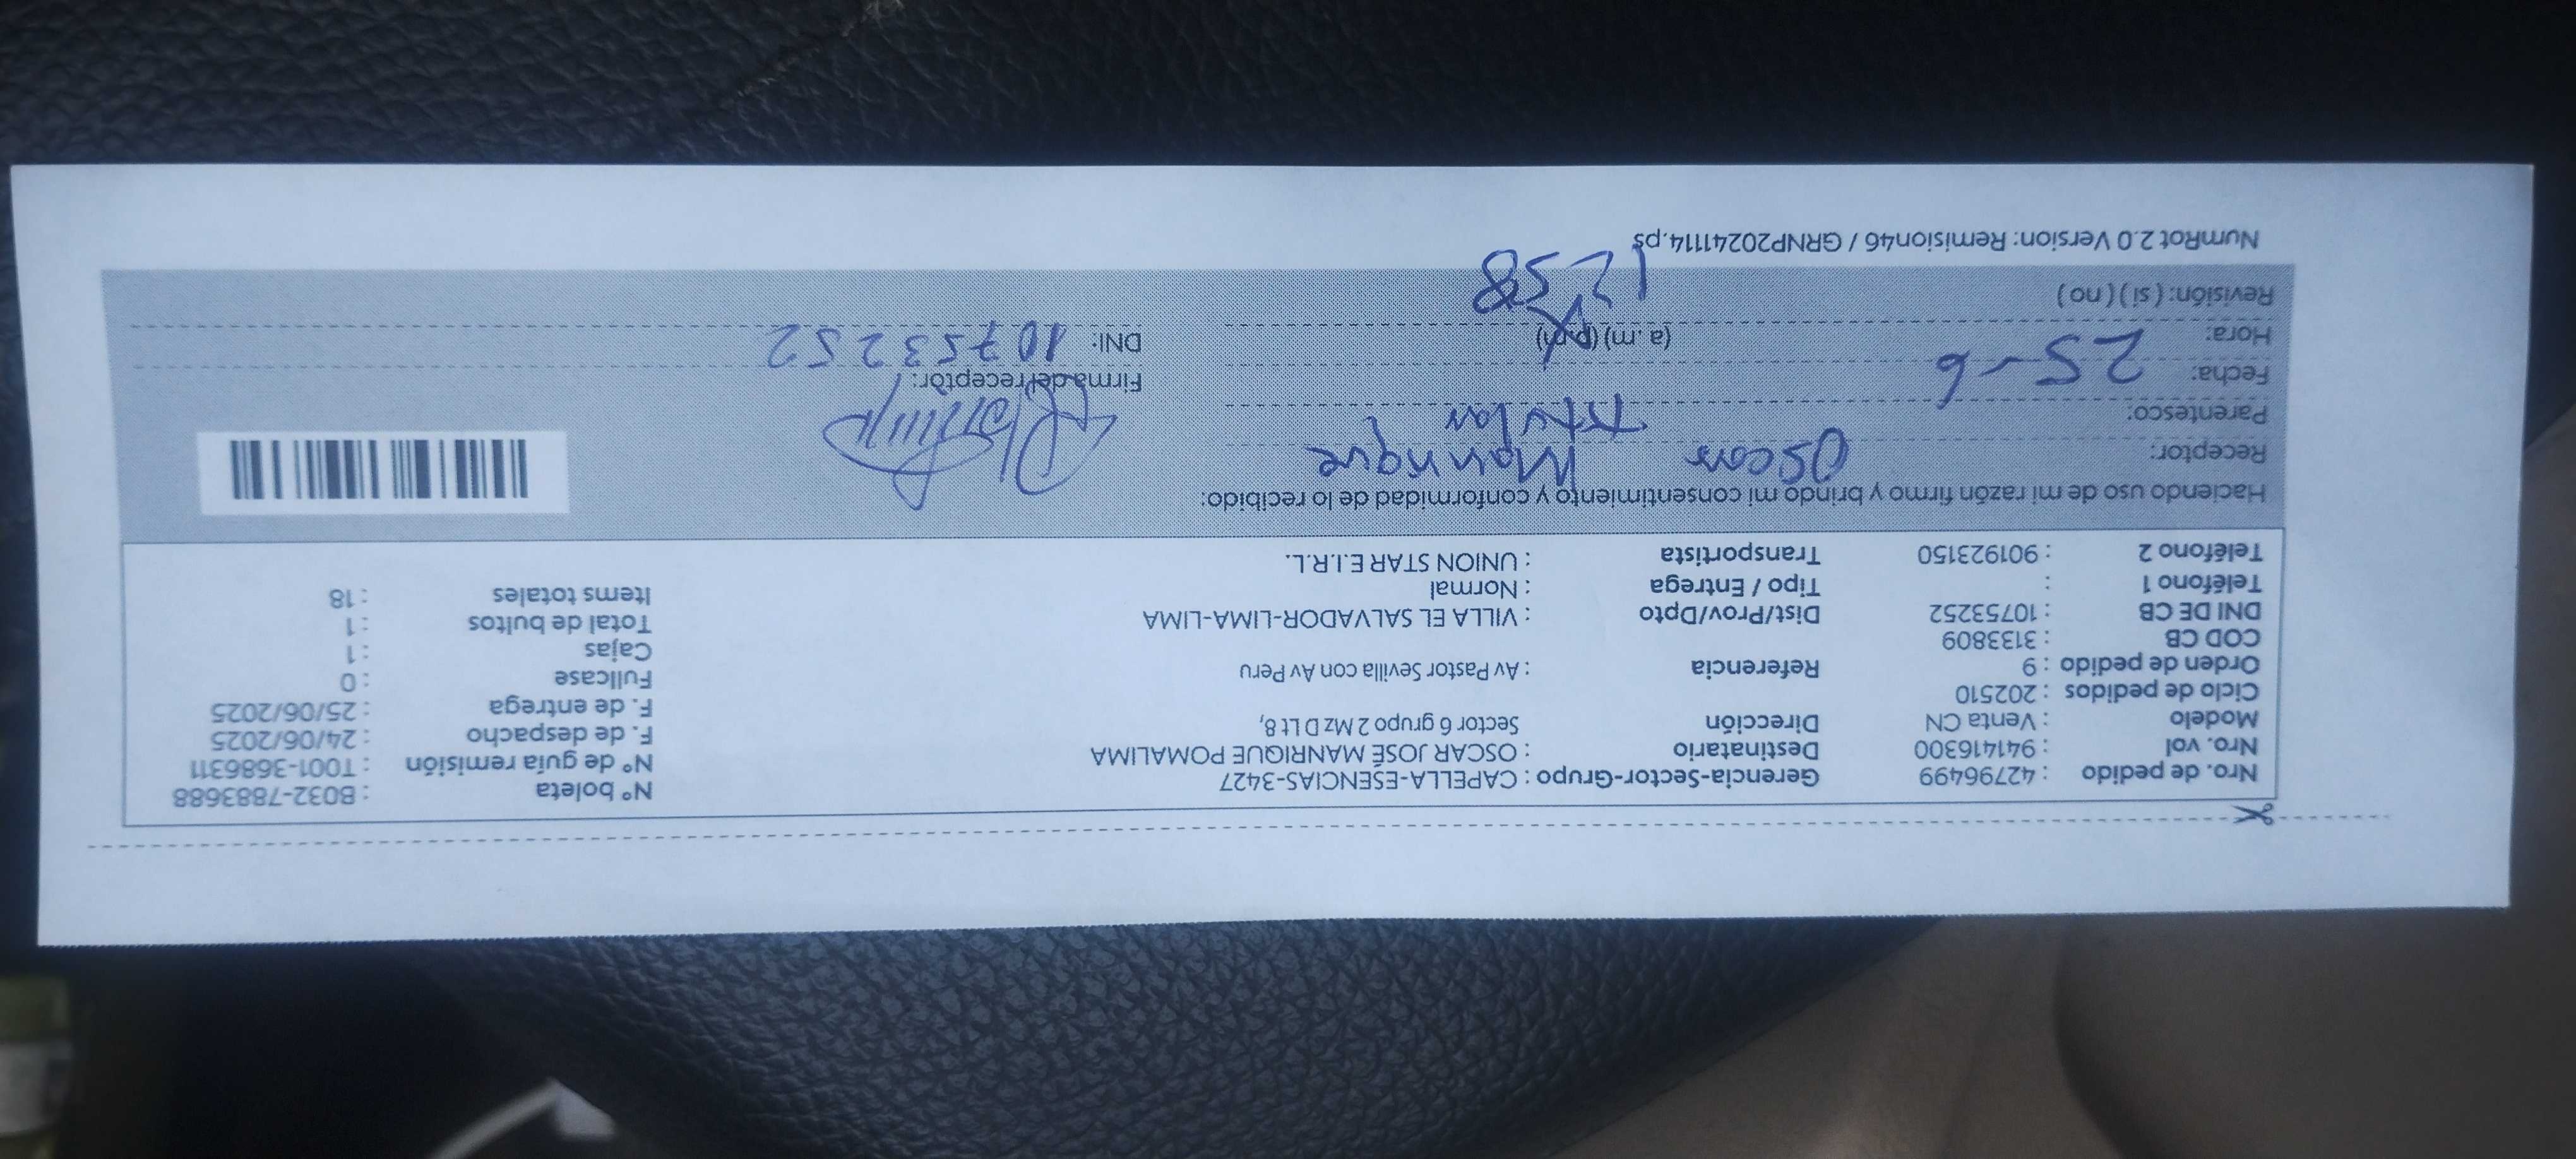 Nro. de pedido : 42796499 Gerencia-Sector-Grupo : CAPELLA-ESENCIAS-3427 N° boleta : B032-7883688
Nro. vol : 941416300 Destinatario : OSCAR JOSÉ MANRIQUE POMALIMA N° de guía remisión : T001-3686311
Modelo : Venta CN Dirección Sector 6 grupo 2 Mz D Lt 8, F. de despacho : 24/06/2025
Ciclo de pedidos : 202510 F. de entrega : 25/06/2025
Orden de pedido : 9 Referencia : Av Pastor Sevilla con Av Peru Fullcase : 0
COD CB : 3133809 Cajas : 1
DNI DE CB : 10753252 Dist/Prov/Dpto : VILLA EL SALVADOR-LIMA-LIMA Total de bultos : 1
Teléfono 1 : Tipo / Entrega : Normal Items totales : 18
Teléfono 2 : 901923150 Transportista : UNION STAR E.I.R.L.
Haciendo uso de mi razón firmo y brindo mi consentimiento y conformidad de lo recibido:
Receptor: Oscar Manrique
Parentesco: Titular
Fecha: 25-6 Firma del receptor:
Hora: (a. m) (p.m) DNI: 10753252
Revisión: ( si ) ( no ) 1258
NumRot 2.0 Version: Remision46 / GRNP20241114.ps